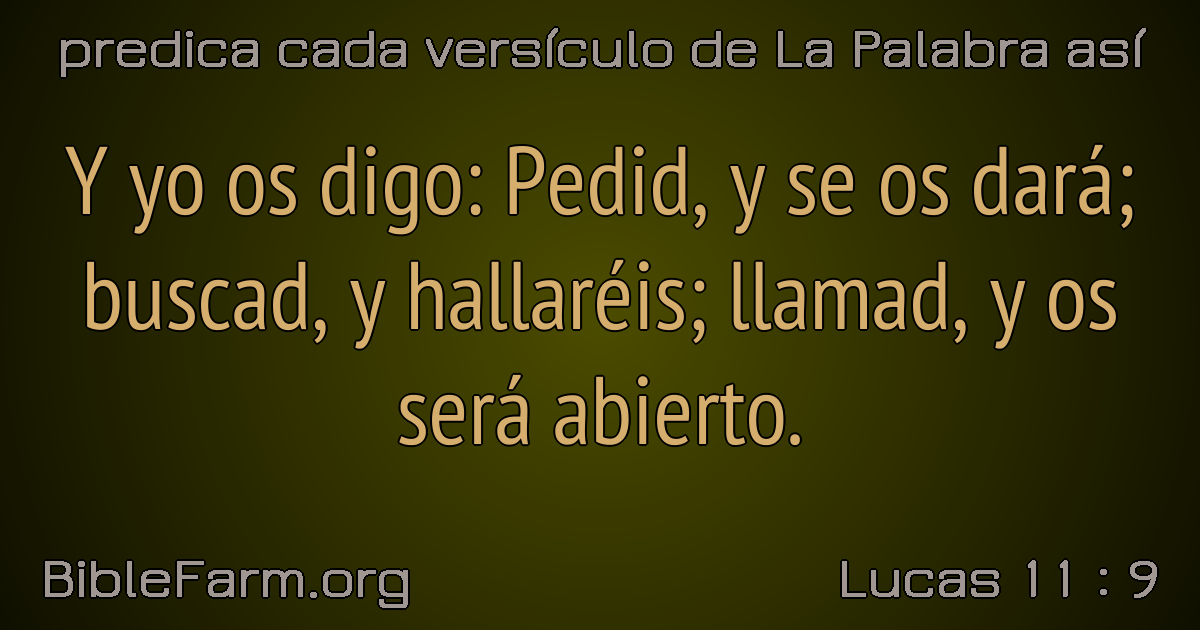 predica cada versículo de La Palabra así
Y yo os digo: Pedid, y se os dará;
buscad, y hallaréis; llamad, y os
será abierto.
BibleFarm.org
Lucas 11 : 9